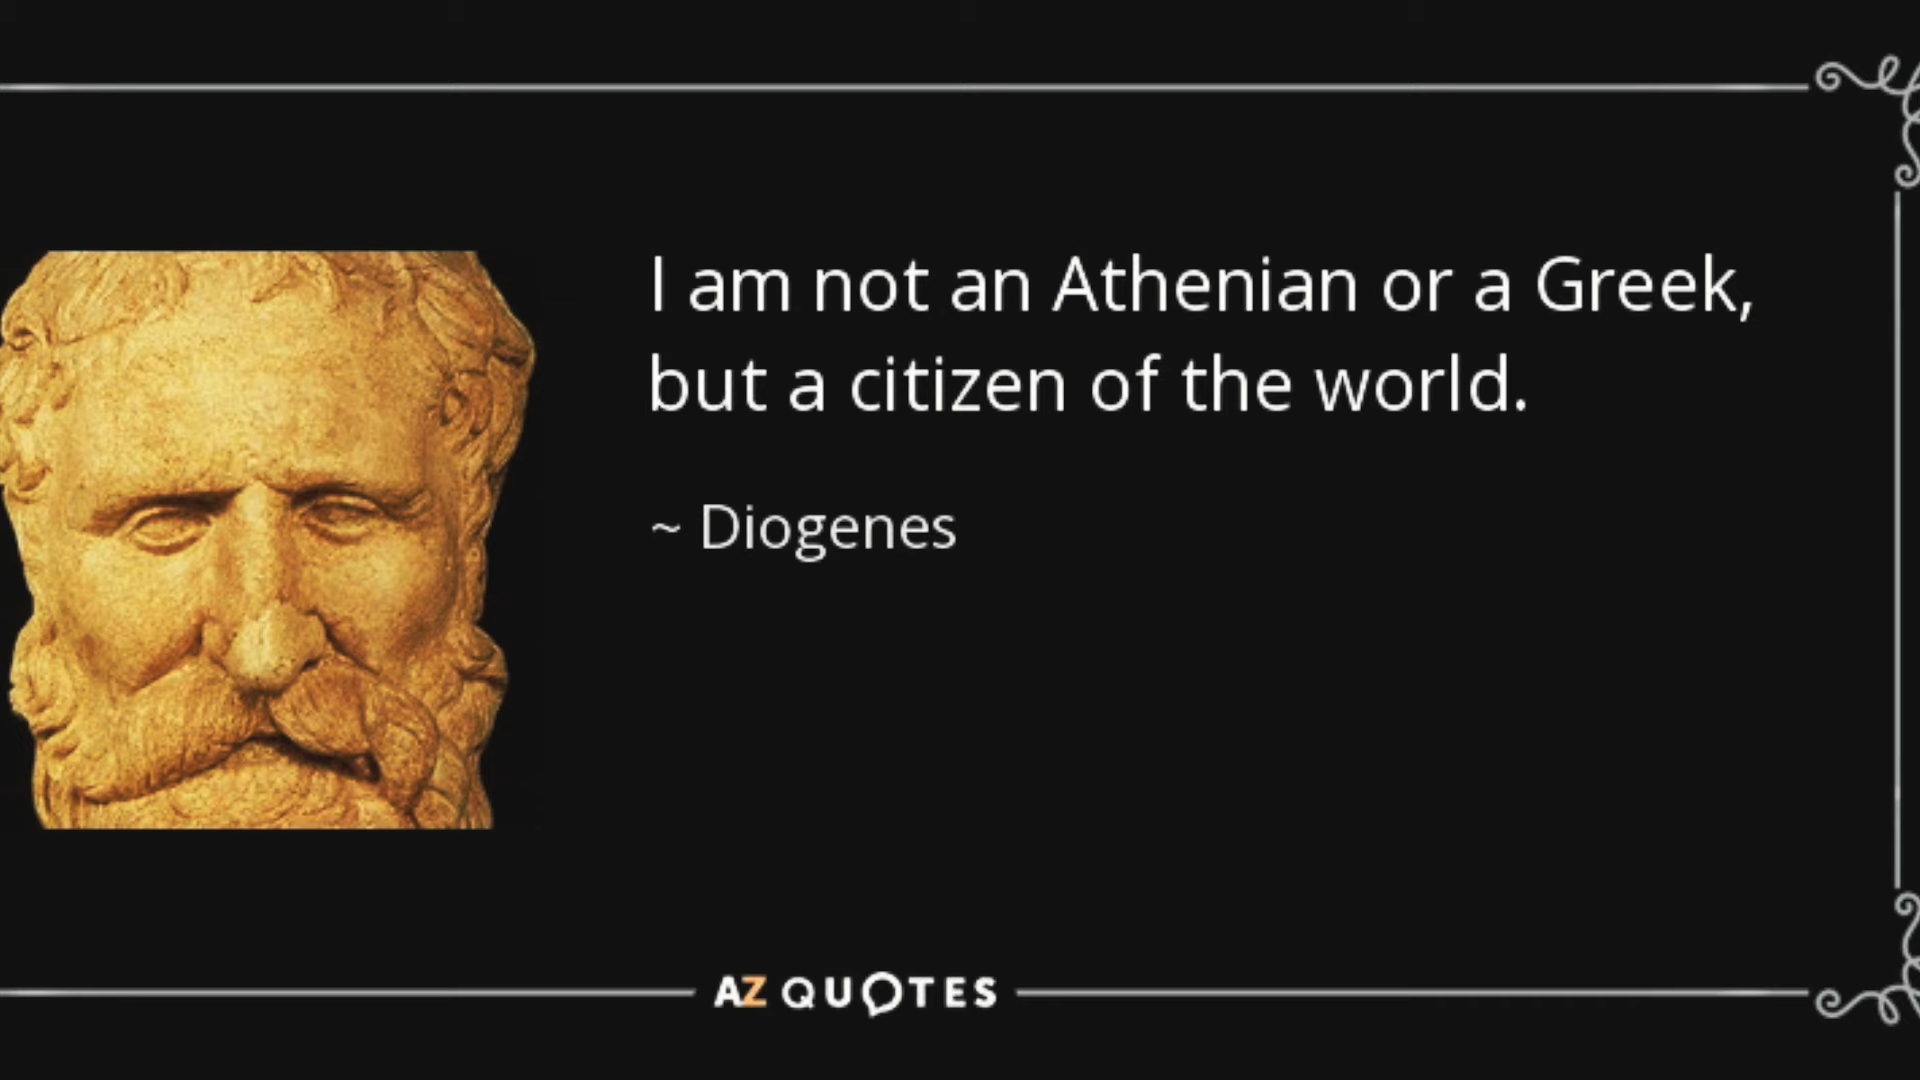 I am not an Athenian or a Greek,
but a citizen of the world.
~ Diogenes
AZ QUOTES